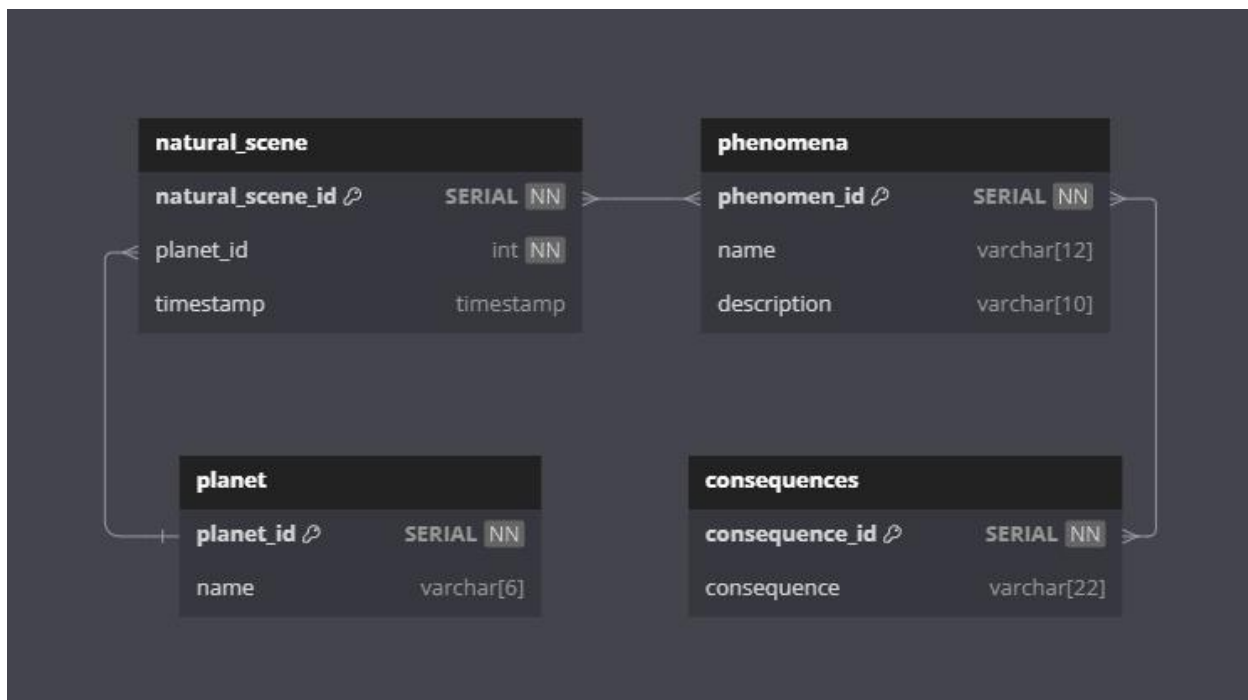 natural_scene
natural_scene_id SERIAL NN
planet_id int NN
timestamp timestamp
phenomena
phenomen_id SERIAL NN
name varchar[12]
description varchar[10]
planet
planet_id SERIAL NN
name varchar[6]
consequences
consequence_id SERIAL NN
consequence varchar[22]